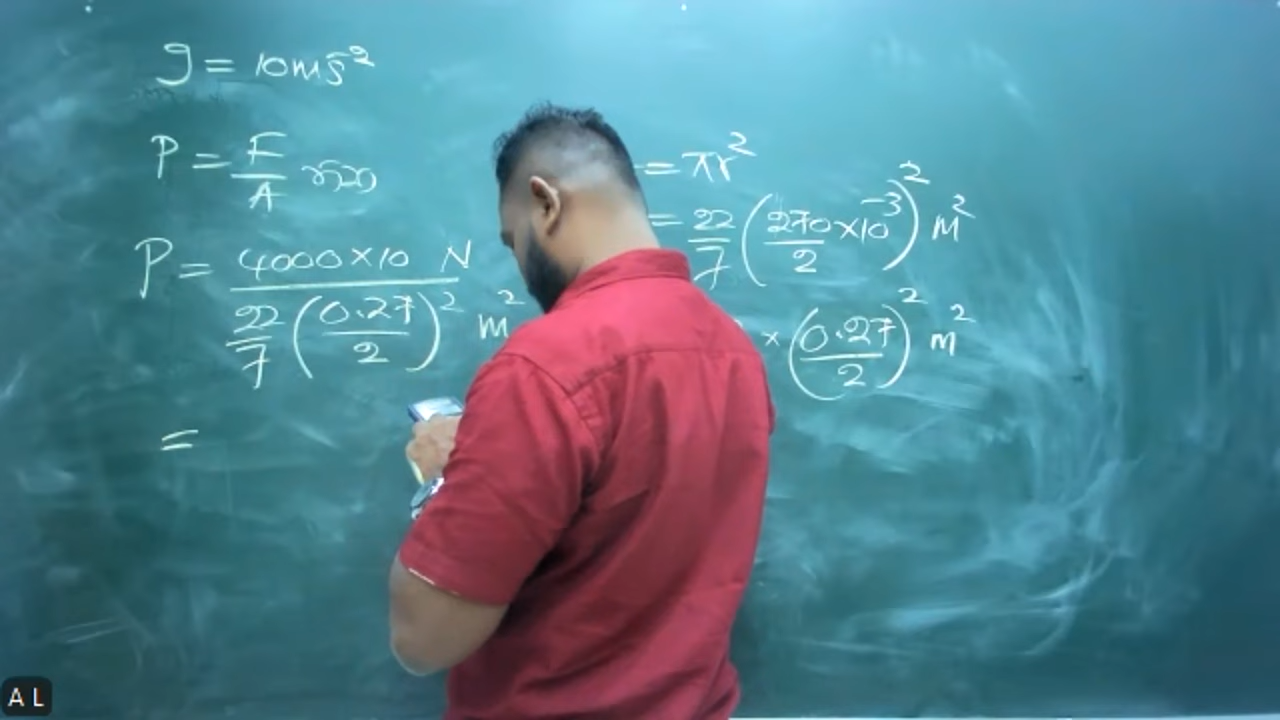 g = 10ms⁻²
P = F/A
= πr²
= 22/7 (270×10⁻³/2)² m²
P = 4000×10 N / 22/7 (0.27/2)² m²
× (0.27/2)² m²
=
A L